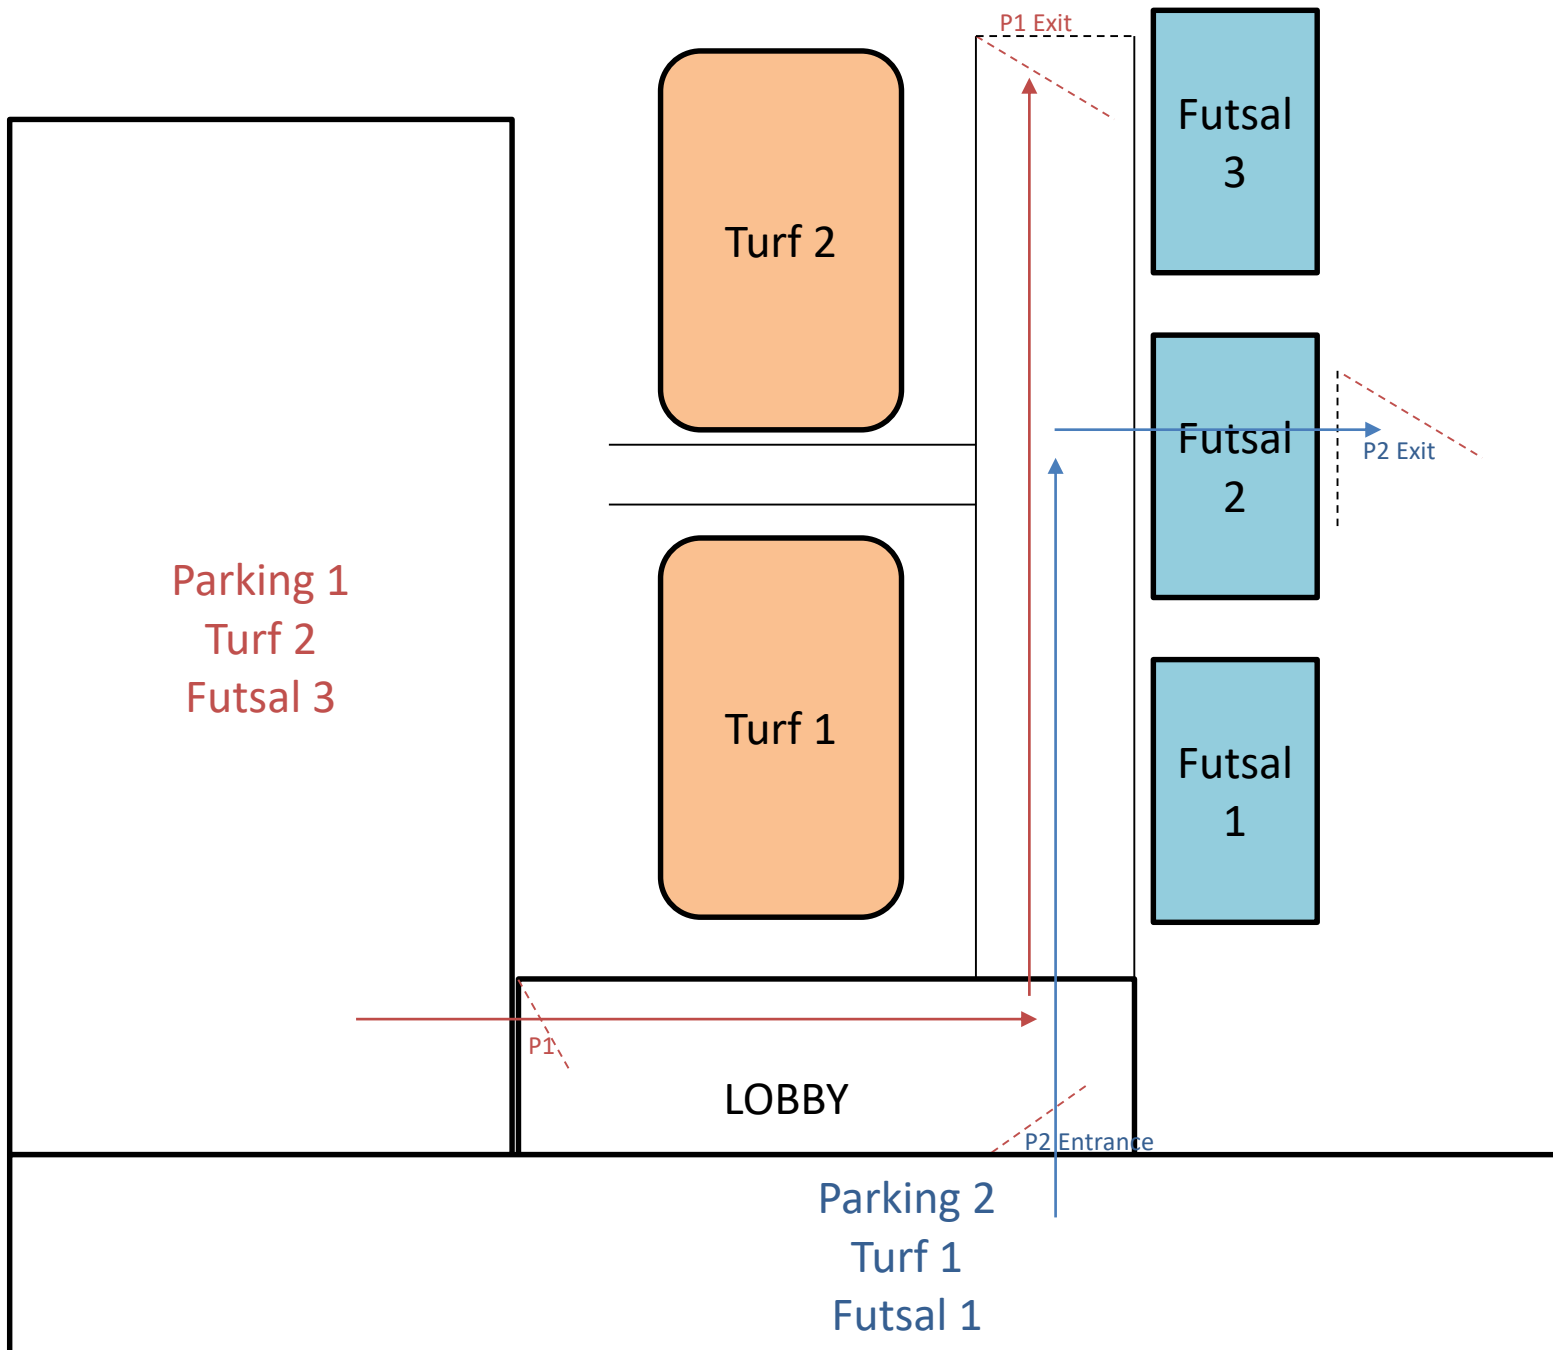 P1 Exit
Futsal
3
Turf 2
Futsal
2
P2 Exit
Parking 1
Turf 2
Futsal 3
Turf 1
Futsal
1
P1
LOBBY
P2 Entrance
Parking 2
Turf 1
Futsal 1